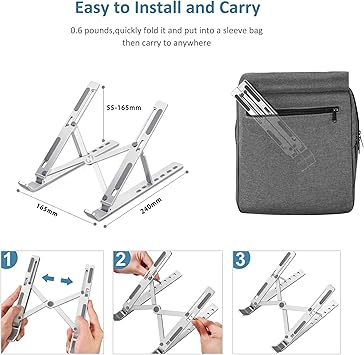 Easy to Install and Carry
0.6 pounds,quickly fold it and put into a sleeve bag
then carry to anywhere
55-165mm
165mm
240mm
1
2
3